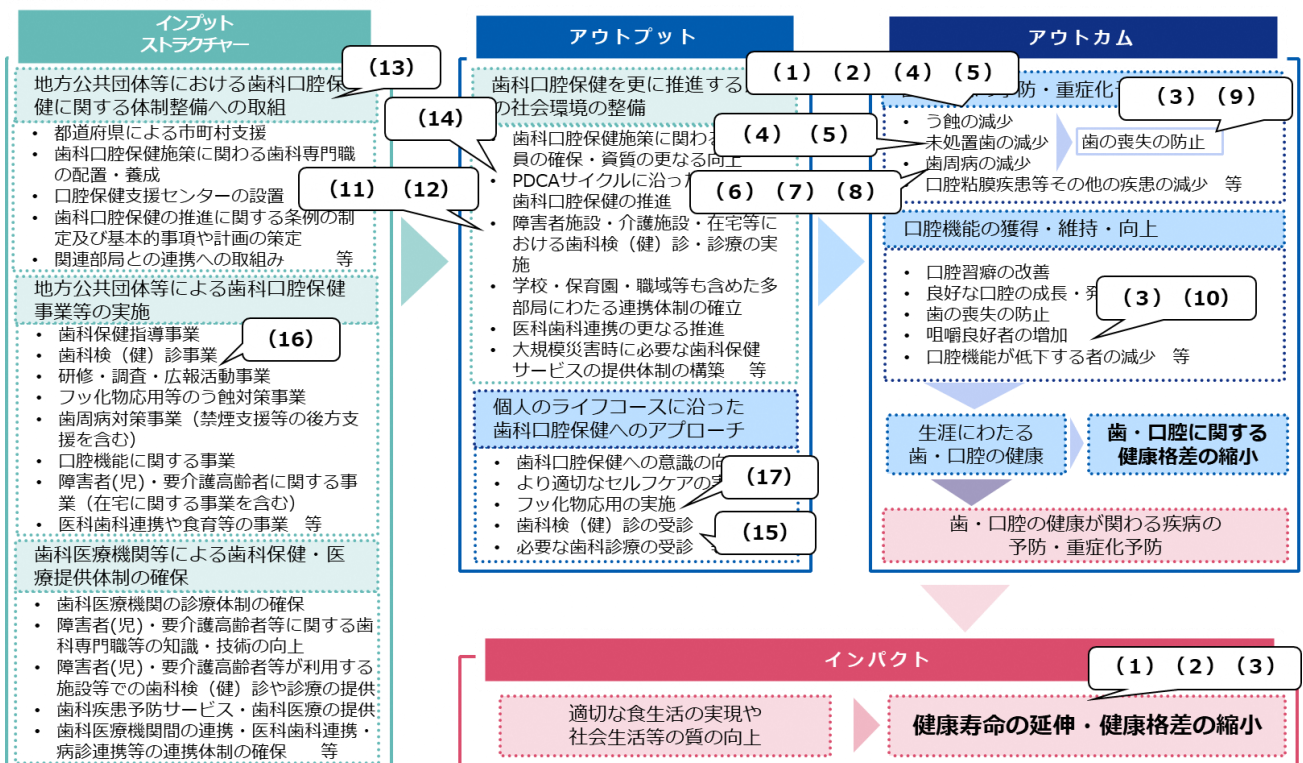 インプット
ストラクチャー
(13)
地方公共団体等における歯科口腔保
健に関する体制整備への取組
• 都道府県による市町村支援
• 歯科口腔保健施策に関わる歯科専門職
の配置・養成
• 口腔保健支援センターの設置
• 歯科口腔保健の推進に関する条例の制
定及び基本的事項や計画の策定
• 関連部局との連携への取組み 等
地方公共団体等による歯科口腔保健
事業等の実施
(16)
• 歯科保健指導事業
• 歯科検（健）診事業
• 研修・調査・広報活動事業
• フッ化物応用等のう蝕対策事業
• 歯周病対策事業（禁煙支援等の後方支
援を含む）
• 口腔機能に関する事業
• 障害者(児)・要介護高齢者に関する事
業（在宅に関する事業を含む）
• 医科歯科連携や食育等の事業 等
歯科医療機関等による歯科保健・医
療提供体制の確保
• 歯科医療機関の診療体制の確保
• 障害者(児)・要介護高齢者等に関する歯
科専門職等の知識・技術の向上
• 障害者(児)・要介護高齢者等が利用する
施設等での歯科検（健）診や診療の提供
• 歯科疾患予防サービス・歯科医療の提供
• 歯科医療機関間の連携・医科歯科連携・
病診連携等の連携体制の確保 等
アウトプット
歯科口腔保健を更に推進する
の社会環境の整備
(14)
(11) (12)
歯科口腔保健施策に関わる
員の確保・資質の更なる向上
• PDCAサイクルに沿った
歯科口腔保健の推進
• 障害者施設・介護施設・在宅等に
おける歯科検（健）診・診療の実
施
• 学校・保育園・職域等も含めた多
部局にわたる連携体制の確立
• 医科歯科連携の更なる推進
• 大規模災害時に必要な歯科保健
サービスの提供体制の構築 等
個人のライフコースに沿った
歯科口腔保健へのアプローチ
• 歯科口腔保健への意識の向
• より適切なセルフケアの
• フッ化物応用の実施
• 歯科検（健）診の受診
• 必要な歯科診療の受診
(17)
(15)
アウトカム
(1) (2) (4) (5)
防・重症化
(3) (9)
(4) (5)
(6) (7) (8)
• う蝕の減少
未処置歯の減少
• 歯周病の減少
口腔粘膜疾患等その他の疾患の減少 等
歯の喪失の防止
口腔機能の獲得・維持・向上
• 口腔習癖の改善
• 良好な口腔の成長・発
• 歯の喪失の防止
• 咀嚼良好者の増加
• 口腔機能が低下する者の減少 等
(3) (10)
生涯にわたる
歯・口腔の健康
歯・口腔に関する
健康格差の縮小
歯・口腔の健康が関わる疾病の
予防・重症化予防
インパクト
(1) (2) (3)
適切な食生活の実現や
社会生活等の質の向上
健康寿命の延伸・健康格差の縮小